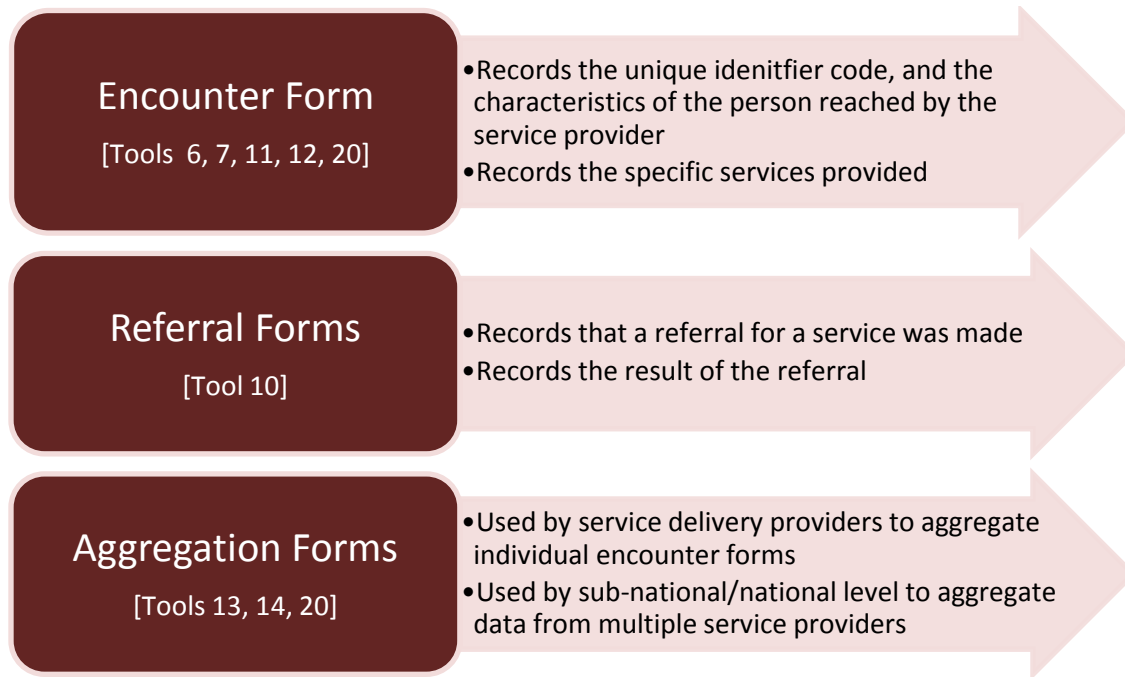 Encounter Form
[Tools 6, 7, 11, 12, 20]
•Records the unique idenitfier code, and the
characteristics of the person reached by the
service provider
•Records the specific services provided
Referral Forms
[Tool 10]
•Records that a referral for a service was made
•Records the result of the referral
Aggregation Forms
[Tools 13, 14, 20]
•Used by service delivery providers to aggregate
individual encounter forms
•Used by sub-national/national level to aggregate
data from multiple service providers